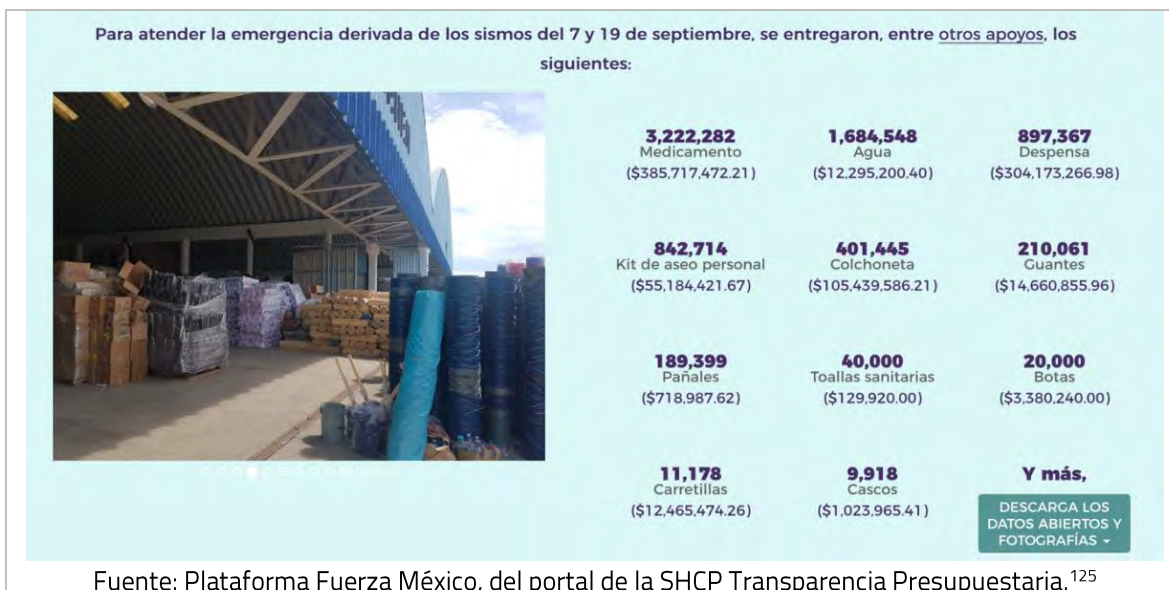 Para atender la emergencia derivada de los sismos del 7 y 19 de septiembre, se entregaron, entre otros apoyos, los
siguientes:
3,222,282
Medicamento
($385,717,472.21)
1,684,548
Agua
($12,295,200.40)
897,367
Despensa
($304,173,266.98)
842,714
Kit de aseo personal
($55,184,421.67)
401,445
Colchoneta
($105,439,586.21)
210,061
Guantes
($14,660,855.96)
189,399
Pañales
($718,987.62)
40,000
Toallas sanitarias
($129,920.00)
20,000
Botas
($3,380,240.00)
11,178
Carretillas
($12,465,474.26)
9,918
Cascos
($1,023,965.41)
Y más,
DESCARGA LOS
DATOS ABIERTOS Y
FOTOGRAFÍAS
Fuente: Plataforma Fuerza México, del portal de la SHCP Transparencia Presupuestaria.125